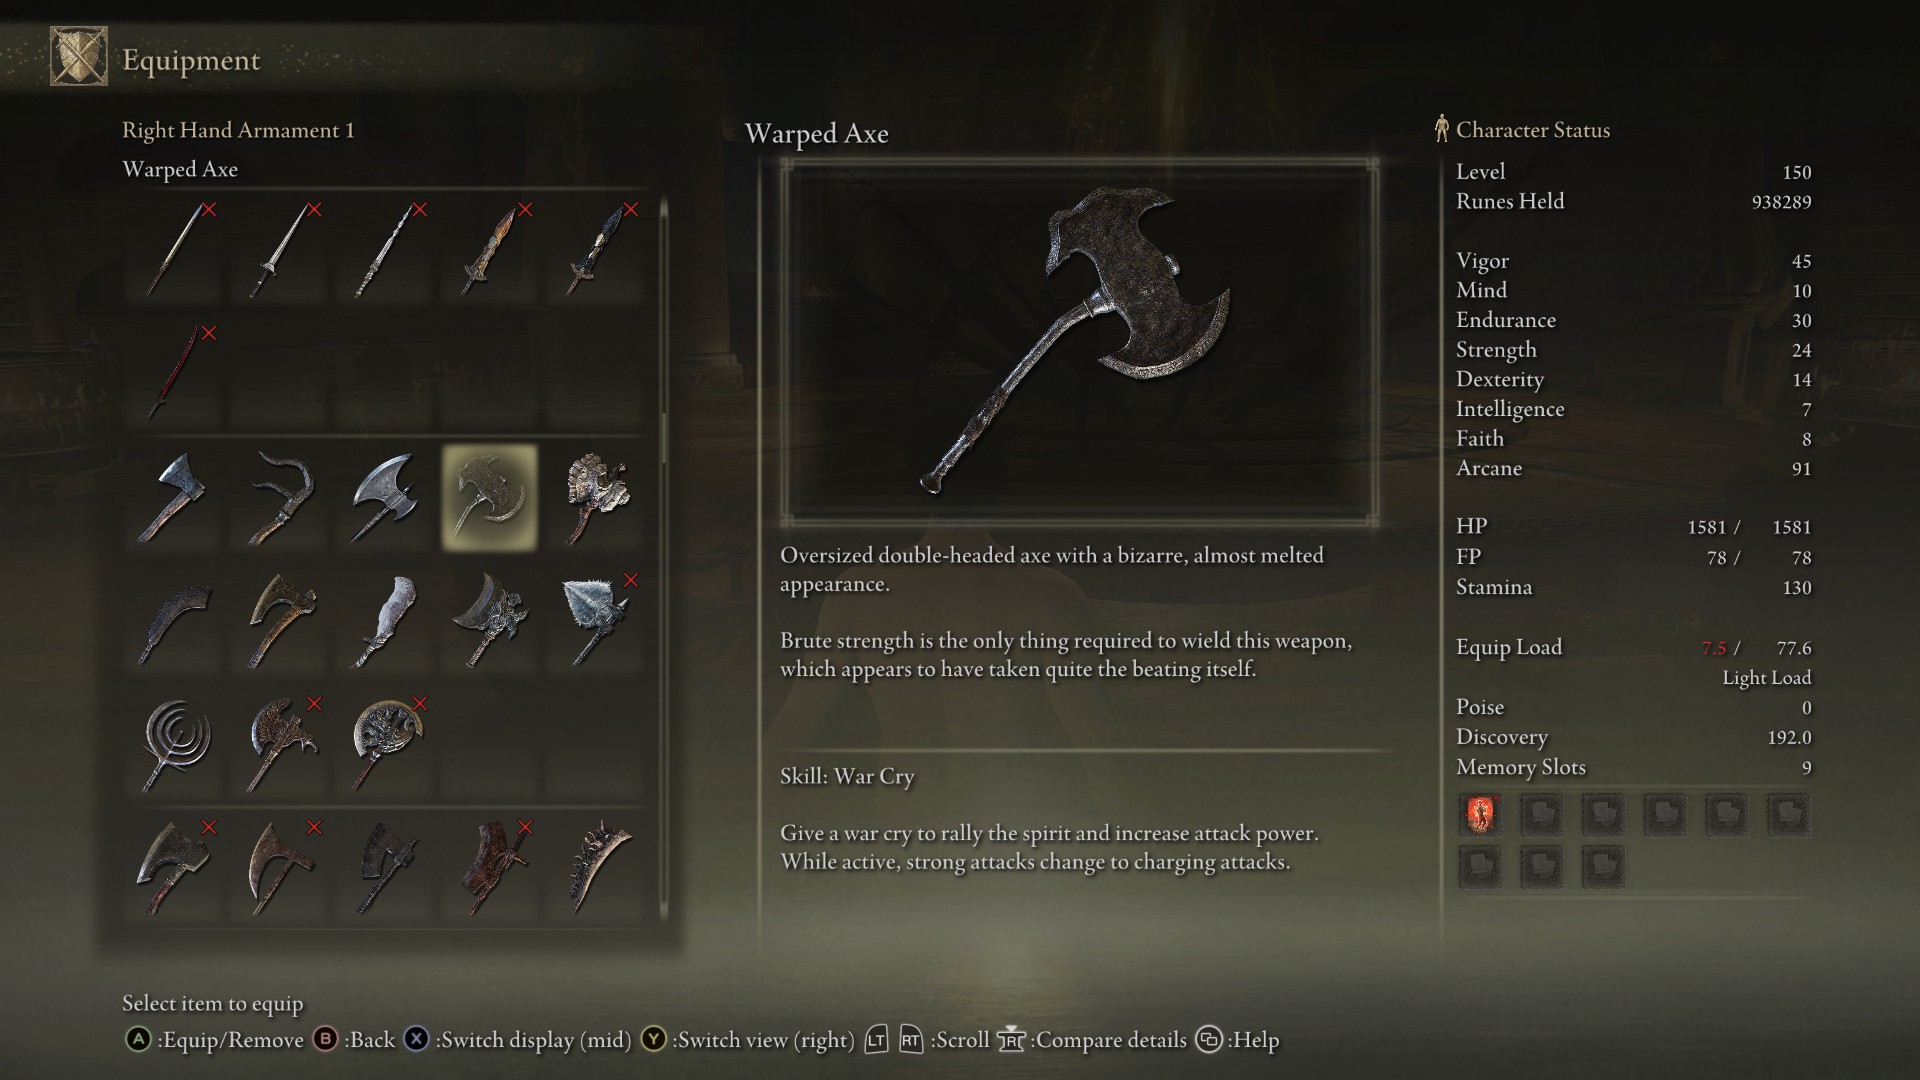 Equipment
Right Hand Armament 1
Warped Axe
Warped Axe
Oversized double-headed axe with a bizarre, almost melted
appearance.
Brute strength is the only thing required to wield this weapon,
which appears to have taken quite the beating itself.
Skill: War Cry
Give a war cry to rally the spirit and increase attack power.
While active, strong attacks change to charging attacks.
Character Status
Level 150
Runes Held 938289
Vigor 45
Mind 10
Endurance 30
Strength 24
Dexterity 14
Intelligence 7
Faith 8
Arcane 91
HP 1581 / 1581
FP 78 / 78
Stamina 130
Equip Load 7.5 / 77.6
Light Load
Poise 0
Discovery 192.0
Memory Slots 9
Select item to equip
A :Equip/Remove B :Back X :Switch display (mid) Y :Switch view (right) LT RT :Scroll R :Compare details :Help